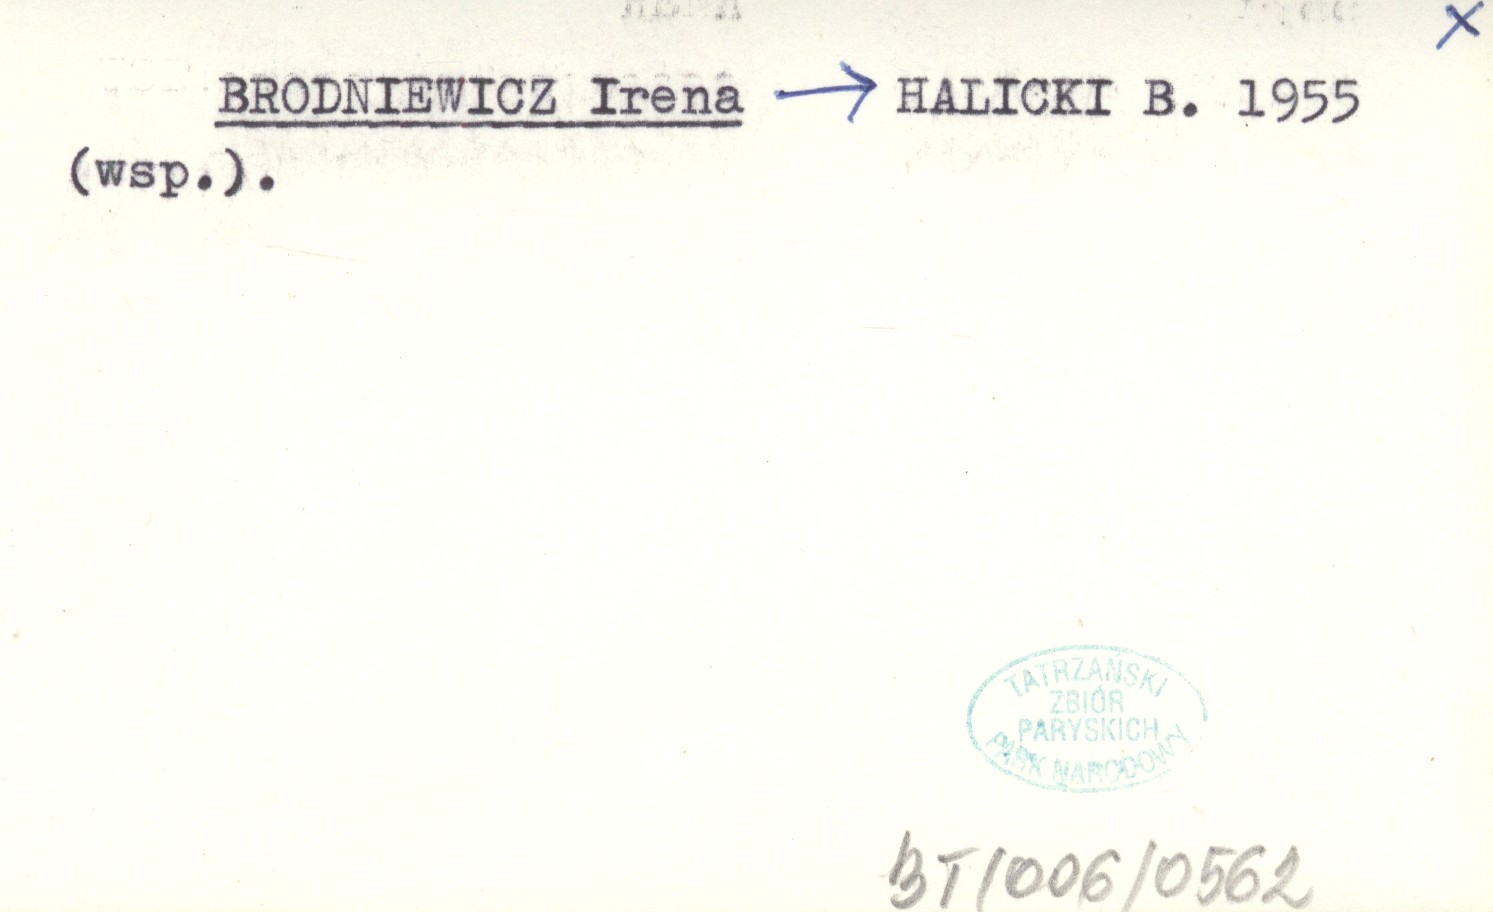 x
BRODNIEWICZ Irena → HALICKI B. 1955
(wsp.).
TATRZAŃSKI
ZBIÓR
PARYSKICH
PARK NARODOWY
BT/006/0562